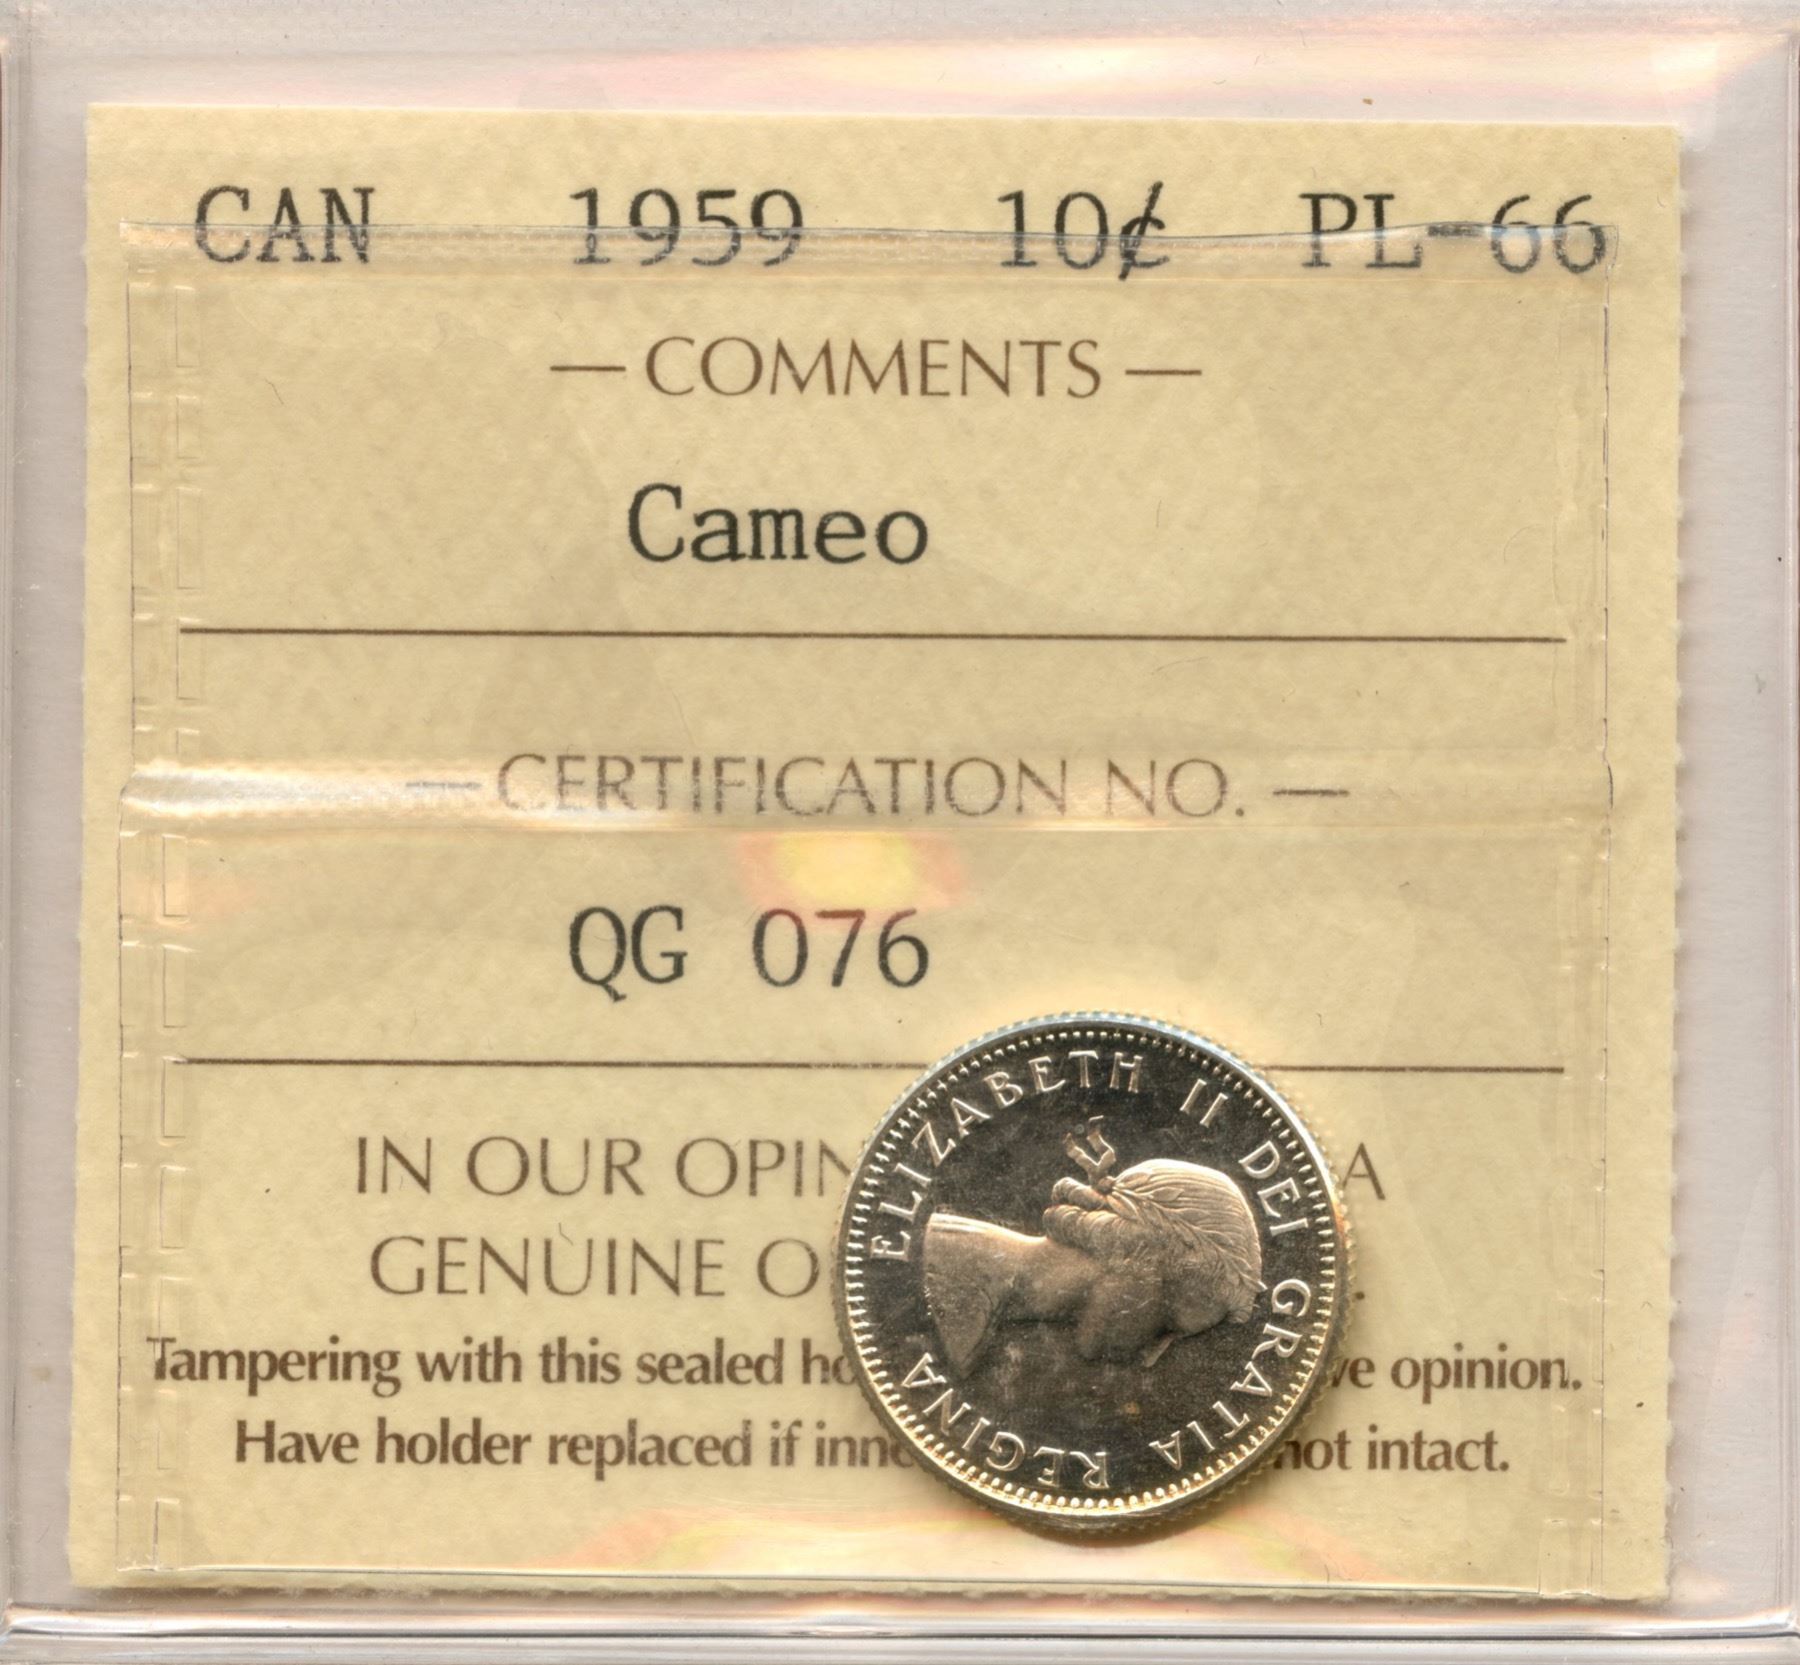 CAN 1959 10¢ PL-66
— COMMENTS —
Cameo
— CERTIFICATION NO. —
QG 076
IN OUR OPIN A
GENUINE O .
Tampering with this sealed ho ve opinion.
Have holder replaced if inne not intact.
ELIZABETH II DEI GRATIA REGINA